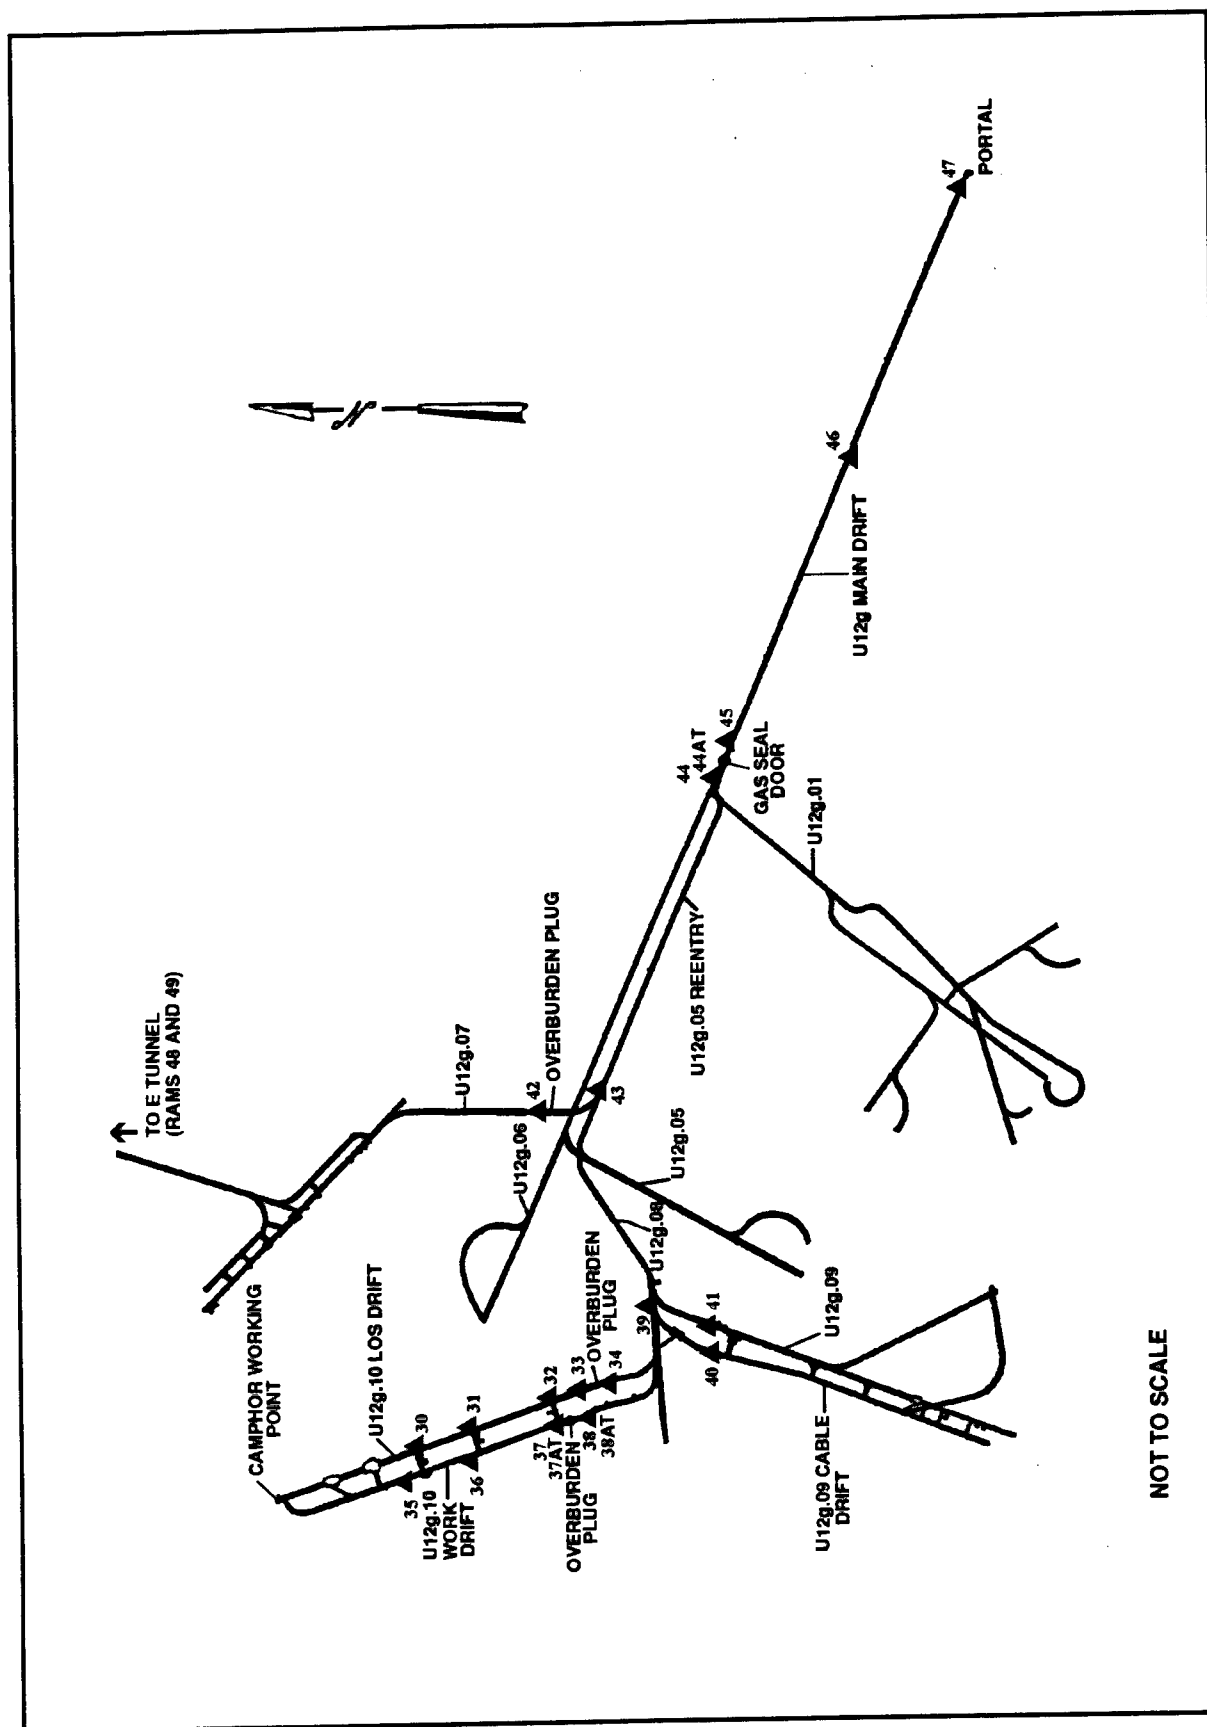 TO E TUNNEL
(RAMS 48 AND 49)
CAMPHOR WORKING
POINT
U12g.10 LOS DRIFT
U12g.07
42
OVERBURDEN PLUG
U12g.06
43
30
31
32
33
34
OVERBURDEN
PLUG
35
U12g.10
WORK
DRIFT
36
37
37AT
38
38AT
OVERBURDEN
PLUG
39
40
41
U12g.08
U12g.05
U12g.09
U12g.09 CABLE
DRIFT
U12g.05 REENTRY
44
44AT
45
GAS SEAL
DOOR
U12g.01
U12g MAIN DRIFT
46
47
PORTAL
N
NOT TO SCALE